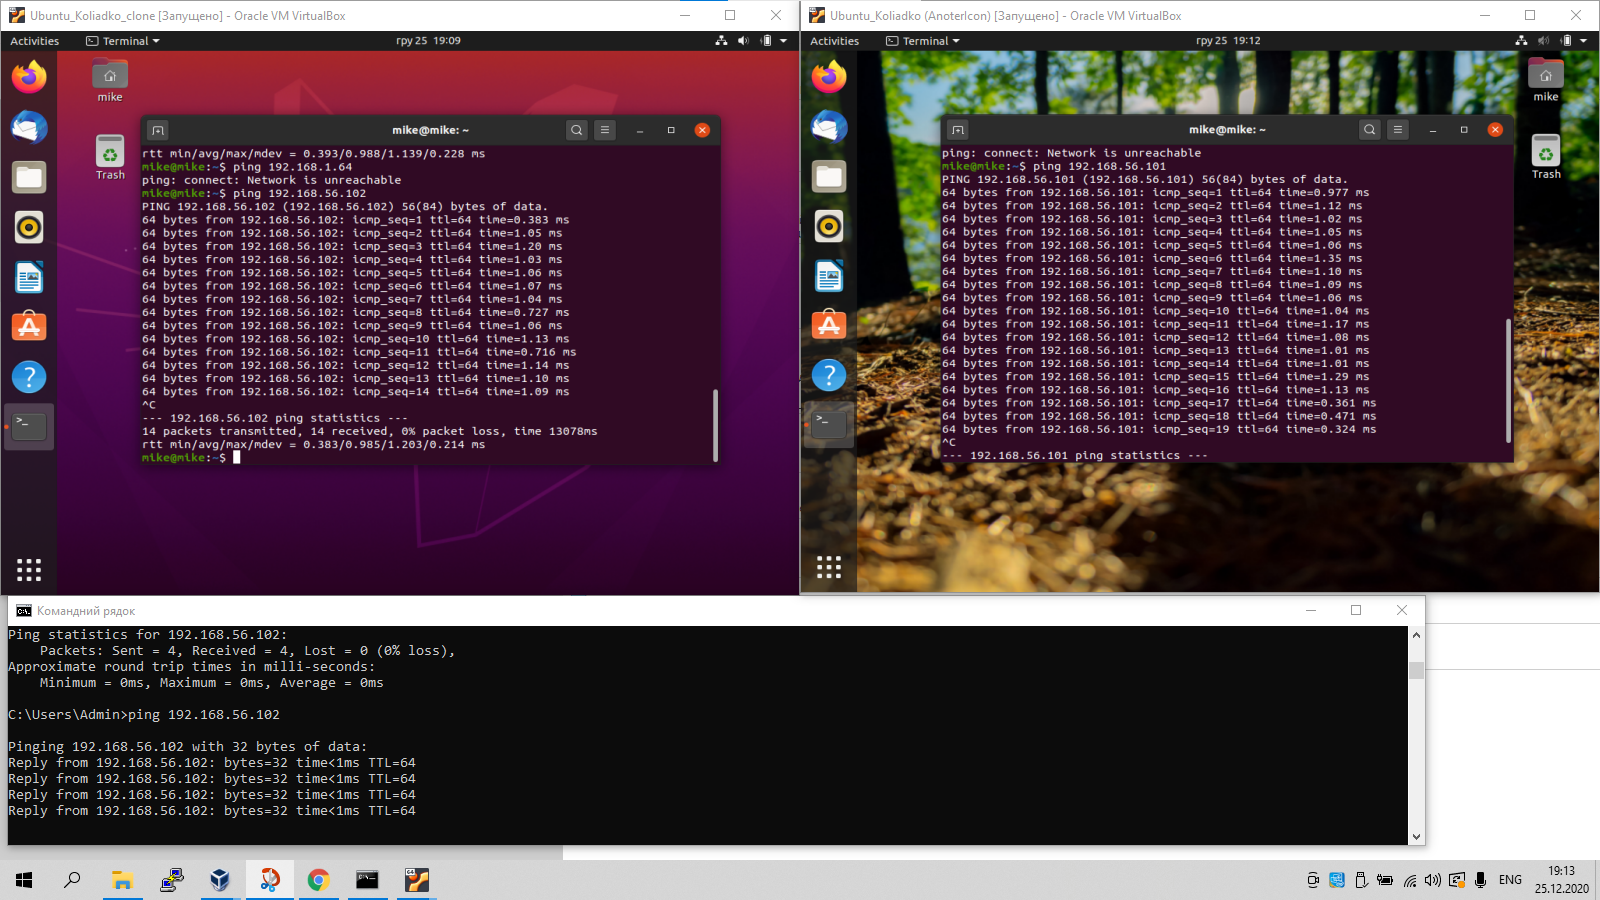 Ubuntu_Koliadko_clone [Запущено] - Oracle VM VirtualBox
Activities
Terminal
гру 25 19:09
mike
Trash
mike@mike: ~
rtt min/avg/max/mdev = 0.393/0.988/1.139/0.228 ms
mike@mike:~$ ping 192.168.1.64
ping: connect: Network is unreachable
mike@mike:~$ ping 192.168.56.102
PING 192.168.56.102 (192.168.56.102) 56(84) bytes of data.
64 bytes from 192.168.56.102: icmp_seq=1 ttl=64 time=0.383 ms
64 bytes from 192.168.56.102: icmp_seq=2 ttl=64 time=1.05 ms
64 bytes from 192.168.56.102: icmp_seq=3 ttl=64 time=1.20 ms
64 bytes from 192.168.56.102: icmp_seq=4 ttl=64 time=1.03 ms
64 bytes from 192.168.56.102: icmp_seq=5 ttl=64 time=1.06 ms
64 bytes from 192.168.56.102: icmp_seq=6 ttl=64 time=1.07 ms
64 bytes from 192.168.56.102: icmp_seq=7 ttl=64 time=1.04 ms
64 bytes from 192.168.56.102: icmp_seq=8 ttl=64 time=0.727 ms
64 bytes from 192.168.56.102: icmp_seq=9 ttl=64 time=1.06 ms
64 bytes from 192.168.56.102: icmp_seq=10 ttl=64 time=1.13 ms
64 bytes from 192.168.56.102: icmp_seq=11 ttl=64 time=0.716 ms
64 bytes from 192.168.56.102: icmp_seq=12 ttl=64 time=1.14 ms
64 bytes from 192.168.56.102: icmp_seq=13 ttl=64 time=1.10 ms
64 bytes from 192.168.56.102: icmp_seq=14 ttl=64 time=1.09 ms
^C
--- 192.168.56.102 ping statistics ---
14 packets transmitted, 14 received, 0% packet loss, time 13078ms
rtt min/avg/max/mdev = 0.383/0.985/1.203/0.214 ms
mike@mike:~$
Ubuntu_Koliadko (AnoterIcon) [Запущено] - Oracle VM VirtualBox
Activities
Terminal
гру 25 19:12
mike
Trash
mike@mike: ~
ping: connect: Network is unreachable
mike@mike:~$ ping 192.168.56.101
PING 192.168.56.101 (192.168.56.101) 56(84) bytes of data.
64 bytes from 192.168.56.101: icmp_seq=1 ttl=64 time=0.977 ms
64 bytes from 192.168.56.101: icmp_seq=2 ttl=64 time=1.12 ms
64 bytes from 192.168.56.101: icmp_seq=3 ttl=64 time=1.02 ms
64 bytes from 192.168.56.101: icmp_seq=4 ttl=64 time=1.05 ms
64 bytes from 192.168.56.101: icmp_seq=5 ttl=64 time=1.06 ms
64 bytes from 192.168.56.101: icmp_seq=6 ttl=64 time=1.35 ms
64 bytes from 192.168.56.101: icmp_seq=7 ttl=64 time=1.10 ms
64 bytes from 192.168.56.101: icmp_seq=8 ttl=64 time=1.09 ms
64 bytes from 192.168.56.101: icmp_seq=9 ttl=64 time=1.06 ms
64 bytes from 192.168.56.101: icmp_seq=10 ttl=64 time=1.04 ms
64 bytes from 192.168.56.101: icmp_seq=11 ttl=64 time=1.17 ms
64 bytes from 192.168.56.101: icmp_seq=12 ttl=64 time=1.08 ms
64 bytes from 192.168.56.101: icmp_seq=13 ttl=64 time=1.01 ms
64 bytes from 192.168.56.101: icmp_seq=14 ttl=64 time=1.01 ms
64 bytes from 192.168.56.101: icmp_seq=15 ttl=64 time=1.29 ms
64 bytes from 192.168.56.101: icmp_seq=16 ttl=64 time=1.13 ms
64 bytes from 192.168.56.101: icmp_seq=17 ttl=64 time=0.361 ms
64 bytes from 192.168.56.101: icmp_seq=18 ttl=64 time=0.471 ms
64 bytes from 192.168.56.101: icmp_seq=19 ttl=64 time=0.324 ms
^C
--- 192.168.56.101 ping statistics ---
Командний рядок
Ping statistics for 192.168.56.102:
Packets: Sent = 4, Received = 4, Lost = 0 (0% loss),
Approximate round trip times in milli-seconds:
Minimum = 0ms, Maximum = 0ms, Average = 0ms
C:\Users\Admin>ping 192.168.56.102
Pinging 192.168.56.102 with 32 bytes of data:
Reply from 192.168.56.102: bytes=32 time<1ms TTL=64
Reply from 192.168.56.102: bytes=32 time<1ms TTL=64
Reply from 192.168.56.102: bytes=32 time<1ms TTL=64
Reply from 192.168.56.102: bytes=32 time<1ms TTL=64
ENG
19:13
25.12.2020